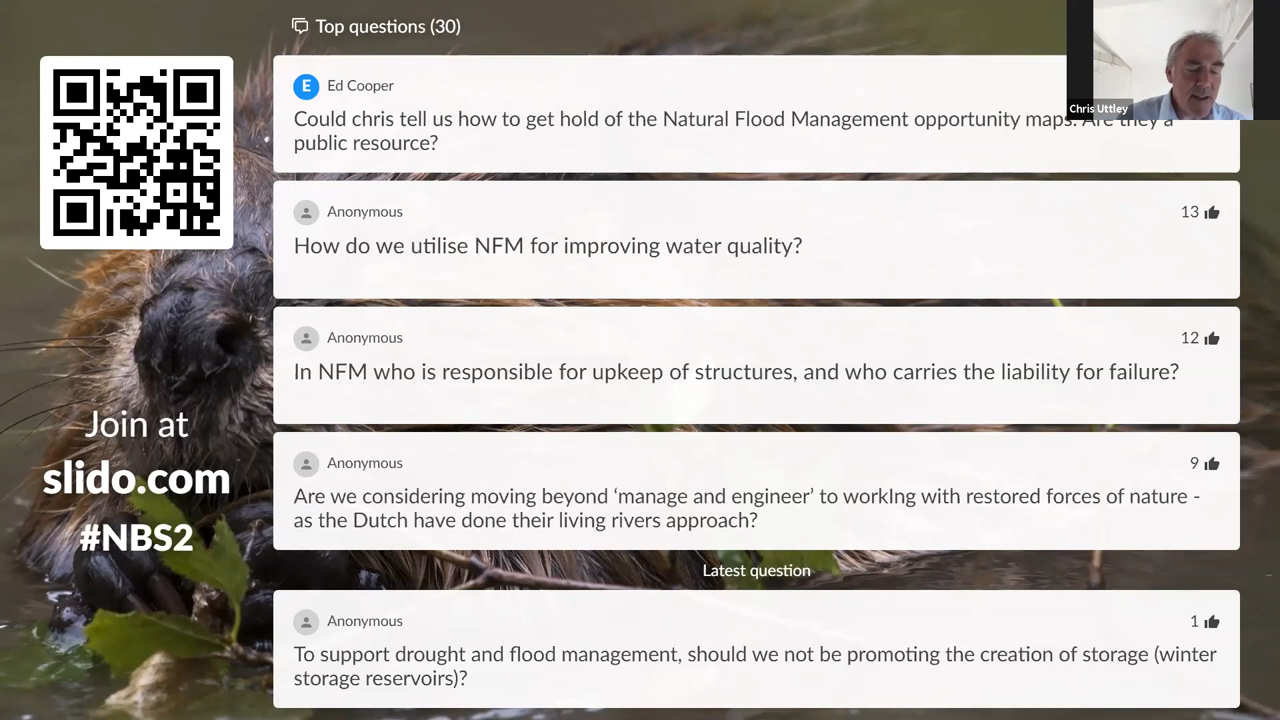 Top questions (30)
E
Ed Cooper
Chris Uttley
Could chris tell us how to get hold of the Natural Flood Management opportunity maps. Are they a
public resource?
Anonymous
13
How do we utilise NFM for improving water quality?
Anonymous
12
In NFM who is responsible for upkeep of structures, and who carries the liability for failure?
Anonymous
9
Are we considering moving beyond ‘manage and engineer’ to workIng with restored forces of nature -
as the Dutch have done their living rivers approach?
Join at
slido.com
#NBS2
Latest question
Anonymous
1
To support drought and flood management, should we not be promoting the creation of storage (winter
storage reservoirs)?